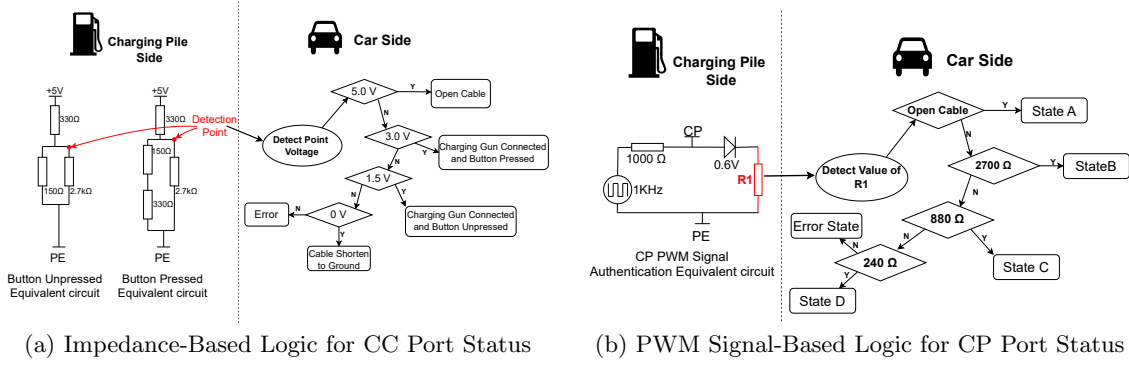 Charging Pile
Side
Car Side
+5V
330Ω
150Ω
2.7kΩ
PE
Button Unpressed
Equivalent circuit
+5V
330Ω
150Ω
2.7kΩ
330Ω
PE
Button Pressed
Equivalent circuit
Detection
Point
Detect Point
Voltage
5.0 V
Y
Open Cable
N
3.0 V
Y
Charging Gun Connected
and Button Pressed
N
1.5 V
Y
Charging Gun Connected
and Button Unpressed
N
0 V
N
Error
Y
Cable Shorten
to Ground
(a) Impedance-Based Logic for CC Port Status
Charging Pile
Side
Car Side
CP
1000 Ω
0.6V
1KHz
R1
PE
CP PWM Signal
Authentication Equivalent circuit
Detect Value of
R1
Open Cable
Y
State A
N
2700 Ω
Y
StateB
N
880 Ω
Y
State C
N
240 Ω
N
Error State
Y
State D
(b) PWM Signal-Based Logic for CP Port Status